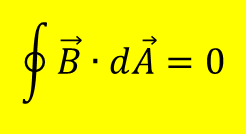 ∮ B⃗ · dA⃗ = 0